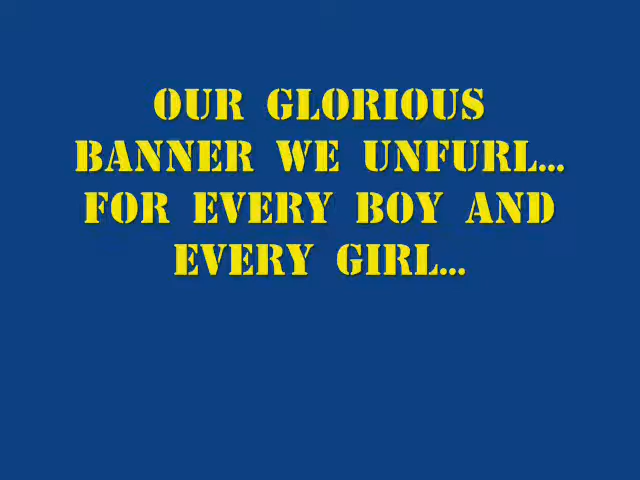 OUR GLORIOUS
BANNER WE UNFURL...
FOR EVERY BOY AND
EVERY GIRL...